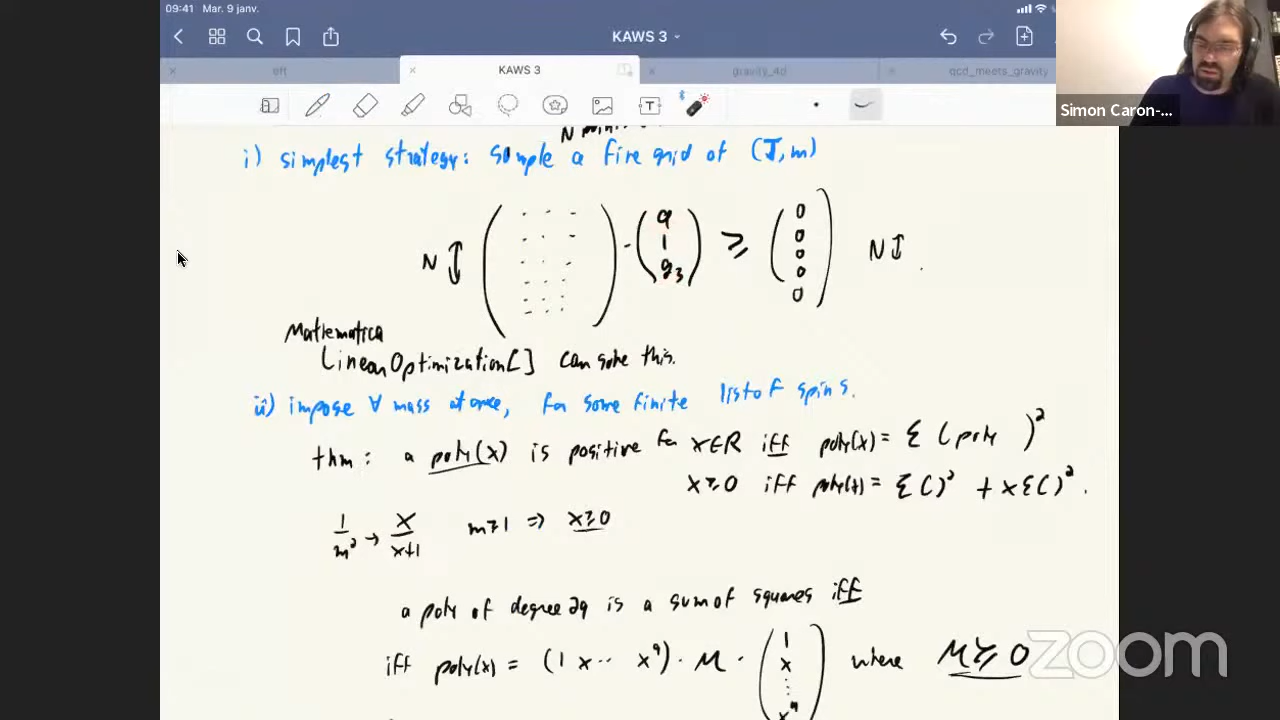 09:41 Mar. 9 janv.
KAWS 3
eft
KAWS 3
gravity_4d
qcd_meets_gravity
Simon Caron-...
N
i) simplest strategy: sample a fine grid of (J,m)
N ↕ ( ) · (a 1 g₃) ≥ (0 0 0 0 0) N ↕
Mathematica
LinearOptimization[] can solve this.
ii) impose ∀ mass at once, for some finite list of spins.
thm: a poly(x) is positive for x∈R iff poly(x) = Σ (poly )²
x≥0 iff poly(x) = Σ( )² + xΣ( )².
1/m² → x/x+1 m≥1 ⇒ x≥0
a poly of degree 2q is a sum of squares iff
iff poly(x) = (1 x ·· x^q) · M · (1 x ⋮ x^q) where M ≥ 0
zoom